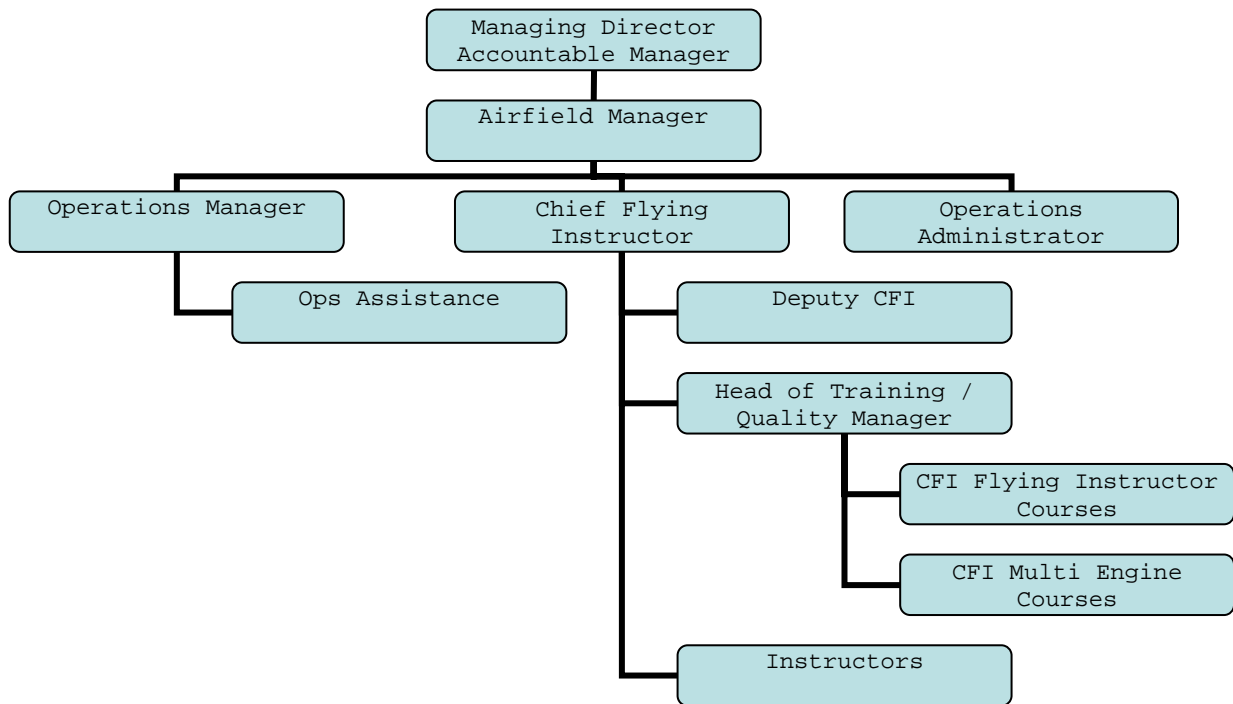 Managing Director
Accountable Manager
Airfield Manager
Operations Manager
Chief Flying
Instructor
Operations
Administrator
Ops Assistance
Deputy CFI
Head of Training /
Quality Manager
CFI Flying Instructor
Courses
CFI Multi Engine
Courses
Instructors